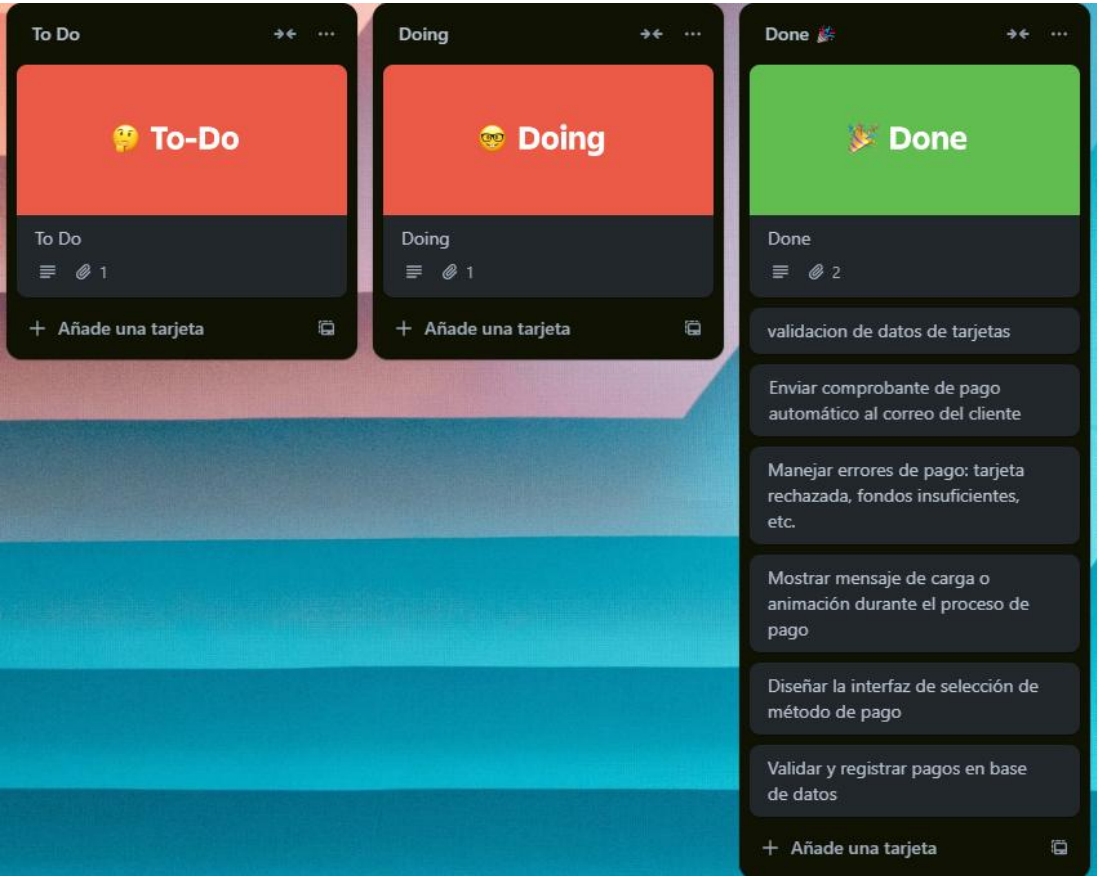 To Do
🤔 To-Do
To Do
1
Añade una tarjeta
Doing
🤓 Doing
Doing
1
Añade una tarjeta
Done 🎉
🎉 Done
Done
2
validacion de datos de tarjetas
Enviar comprobante de pago
automático al correo del cliente
Manejar errores de pago: tarjeta
rechazada, fondos insuficientes,
etc.
Mostrar mensaje de carga o
animación durante el proceso de
pago
Diseñar la interfaz de selección de
método de pago
Validar y registrar pagos en base
de datos
Añade una tarjeta